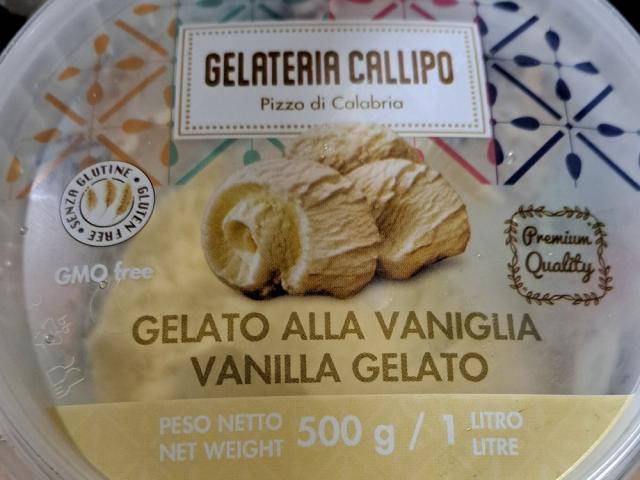 GELATERIA CALLIPO
Pizzo di Calabria
SENZA GLUTINE • GLUTEN FREE •
GMO free
Premium
Quality
GELATO ALLA VANIGLIA
VANILLA GELATO
PESO NETTO
NET WEIGHT
500 g / 1
LITRO
LITRE